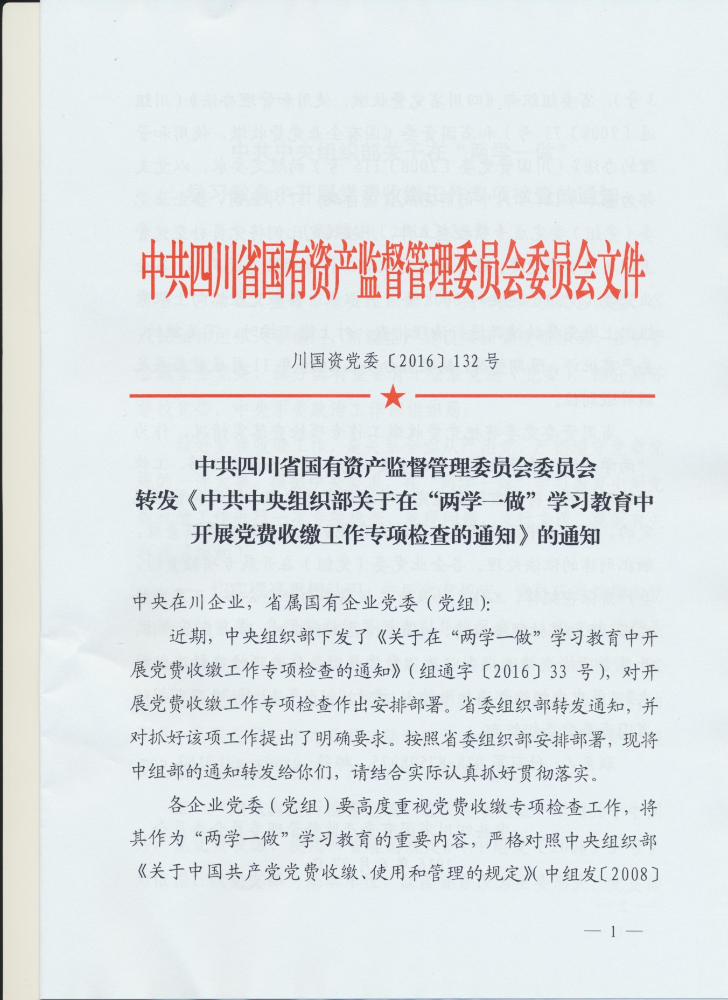 中共四川省国有资产监督管理委员会委员会文件
川国资党委〔2016〕132号
中共四川省国有资产监督管理委员会委员会
转发《中共中央组织部关于在“两学一做”学习教育中
开展党费收缴工作专项检查的通知》的通知
中央在川企业，省属国有企业党委（党组）：
近期，中央组织部下发了《关于在“两学一做”学习教育中开
展党费收缴工作专项检查的通知》（组通字〔2016〕33 号），对开
展党费收缴工作专项检查作出安排部署。省委组织部转发通知，并
对抓好该项工作提出了明确要求。按照省委组织部安排部署，现将
中组部的通知转发给你们，请结合实际认真抓好贯彻落实。
各企业党委（党组）要高度重视党费收缴专项检查工作，将
其作为“两学一做”学习教育的重要内容，严格对照中央组织部
《关于中国共产党党费收缴、使用和管理的规定》（中组发〔2008〕
— 1 —